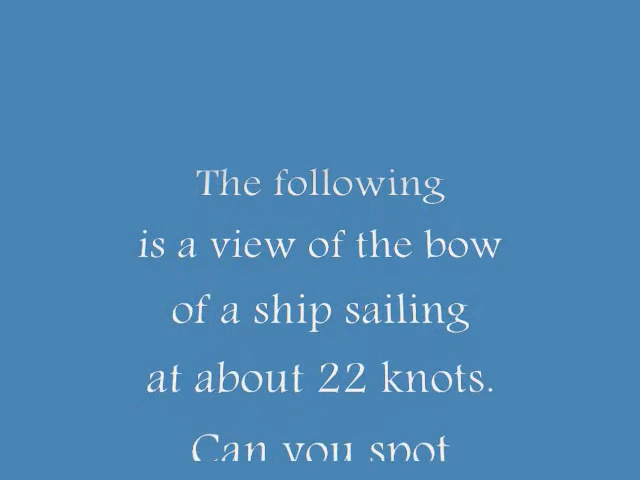 The following
is a view of the bow
of a ship sailing
at about 22 knots.
Can you spot